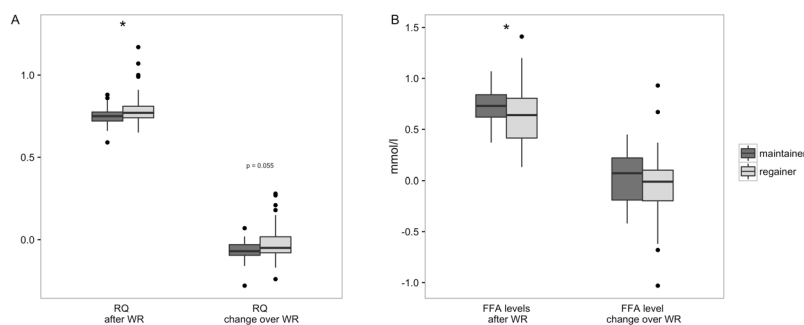 A
*
1.0
0.5
0.0
p = 0.055
RQ
after WR
RQ
change over WR
B
*
mmol/l
1.5
1.0
0.5
0.0
-0.5
-1.0
FFA levels
after WR
FFA level
change over WR
maintainer
regainer